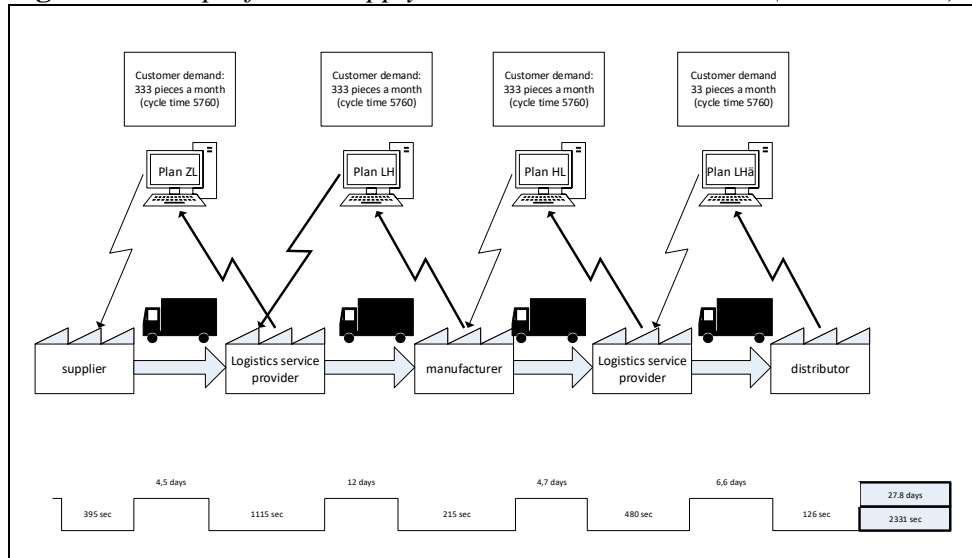 Customer demand:
333 pieces a month
(cycle time 5760)
Customer demand:
333 pieces a month
(cycle time 5760)
Customer demand:
333 pieces a month
(cycle time 5760)
Customer demand
33 pieces a month
(cycle time 5760)
Plan ZL
Plan LH
Plan HL
Plan LHä
supplier
Logistics service
provider
manufacturer
Logistics service
provider
distributor
4,5 days
12 days
4,7 days
6,6 days
27.8 days
395 sec
1115 sec
215 sec
480 sec
126 sec
2331 sec